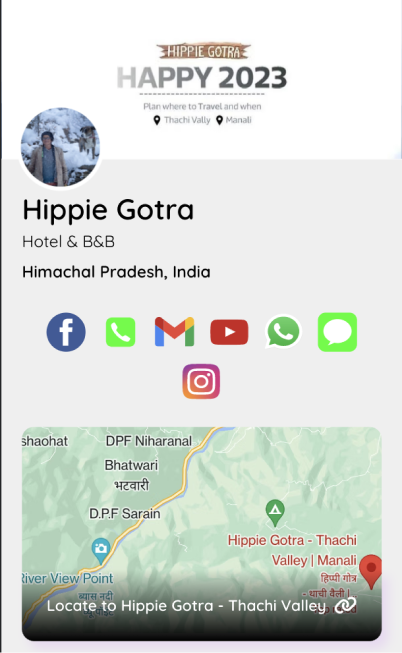 HIPPIE GOTRA
HAPPY 2023
Plan where to Travel and when
Thachi Vally Manali
Hippie Gotra
Hotel & B&B
Himachal Pradesh, India
shaohat
DPF Niharanal
Bhatwari
भटवारी
D.P.F Sarain
Hippie Gotra - Thachi
Valley | Manali
हिप्पी गोत्र
- थाची वैली |
River View Point
ब्यास नदी
Locate to Hippie Gotra - Thachi Valley